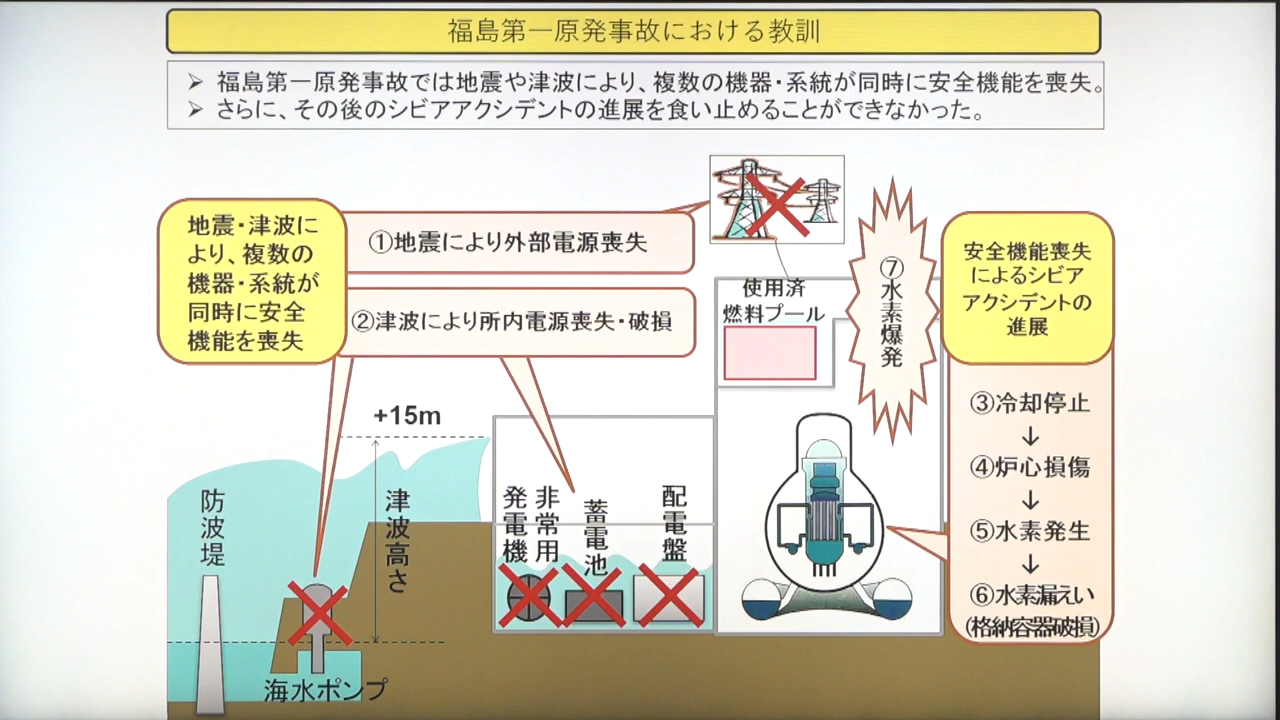 福島第一原発事故における教訓
➢ 福島第一原発事故では地震や津波により、複数の機器・系統が同時に安全機能を喪失。
➢ さらに、その後のシビアアクシデントの進展を食い止めることができなかった。
地震・津波に
より、複数の
機器・系統が
同時に安全
機能を喪失
①地震により外部電源喪失
②津波により所内電源喪失・破損
使用済
燃料プール
⑦水素爆発
安全機能喪失
によるシビア
アクシデントの
進展
③冷却停止
↓
④炉心損傷
↓
⑤水素発生
↓
⑥水素漏えい
(格納容器破損)
+15m
津波高さ
防波堤
海水ポンプ
非常用
発電機
蓄電池
配電盤